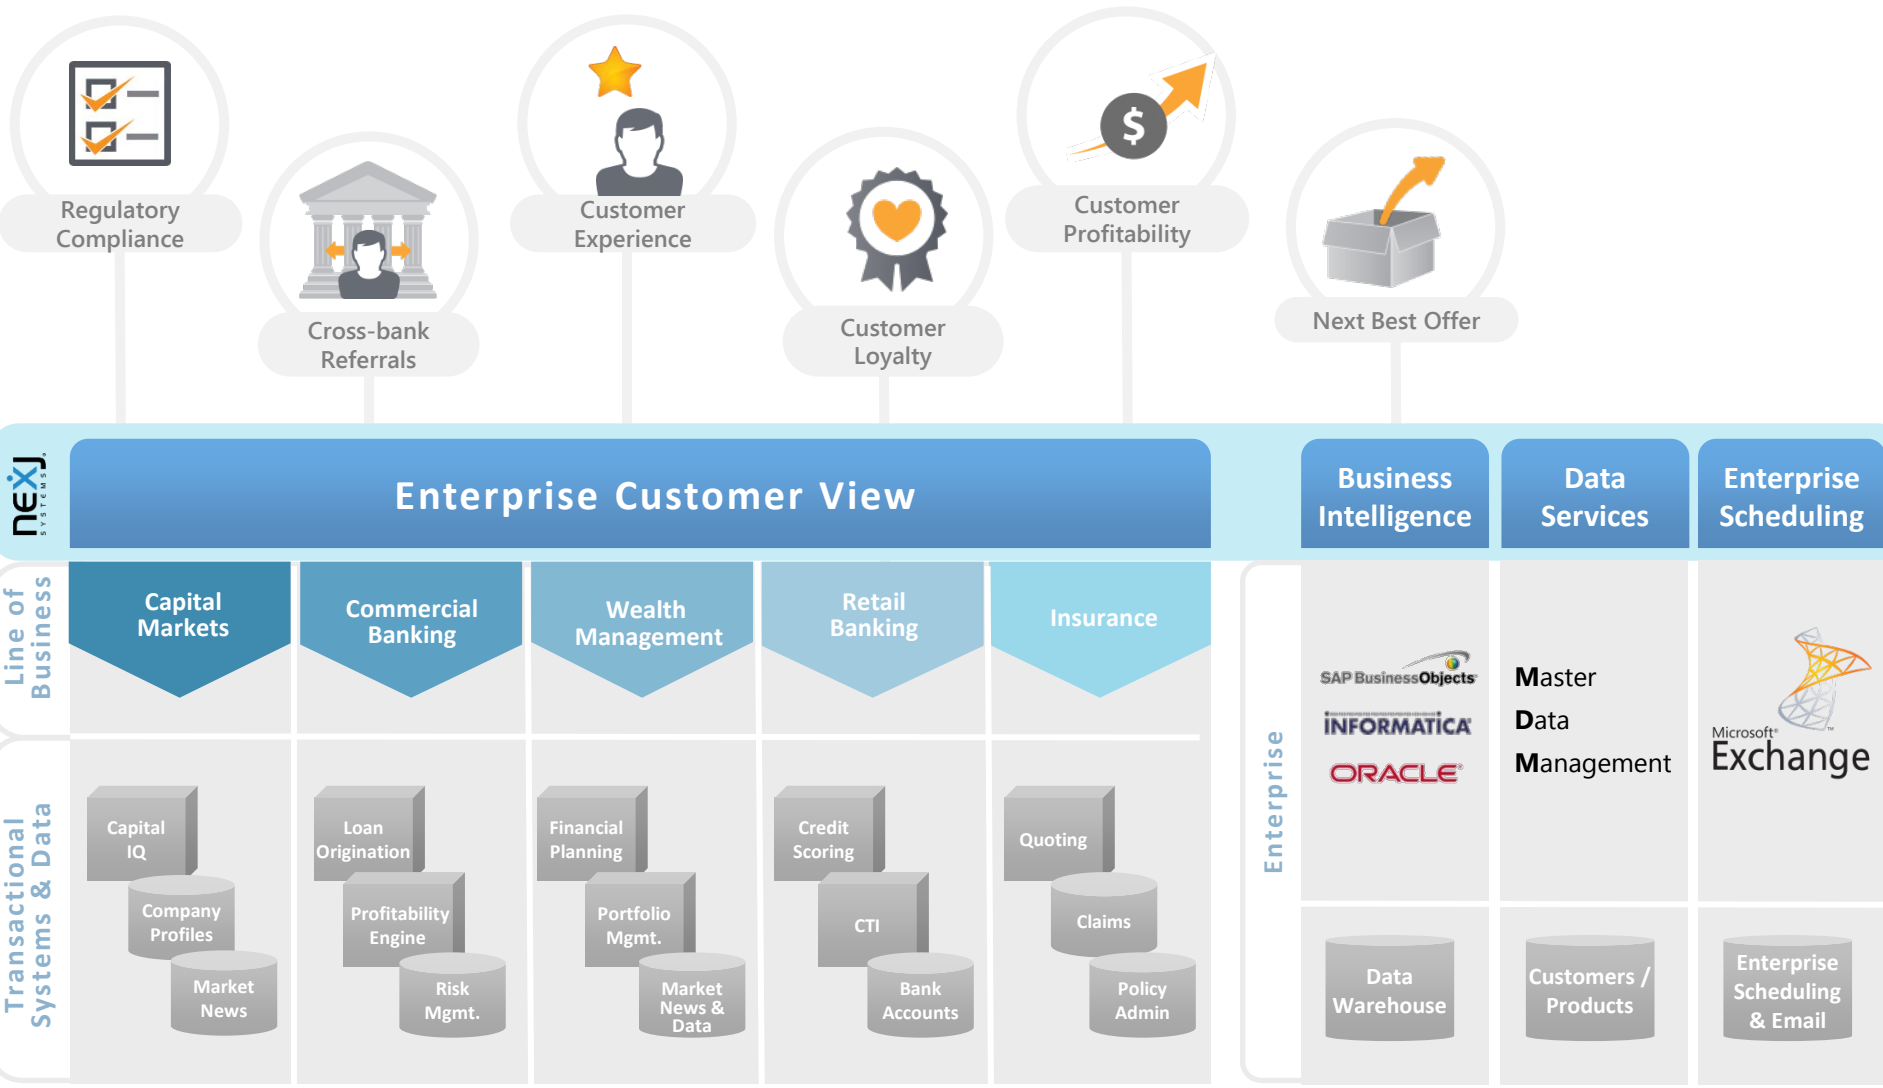 Regulatory
Compliance
Cross-bank
Referrals
Customer
Experience
Customer
Loyalty
Customer
Profitability
$
Next Best Offer
nexj
SYSTEMS
Enterprise Customer View
Business
Intelligence
Data
Services
Enterprise
Scheduling
Line of
Business
Capital
Markets
Commercial
Banking
Wealth
Management
Retail
Banking
Insurance
Transactional
Systems & Data
Capital
IQ
Company
Profiles
Market
News
Loan
Origination
Profitability
Engine
Risk
Mgmt.
Financial
Planning
Portfolio
Mgmt.
Market
News &
Data
Credit
Scoring
CTI
Bank
Accounts
Quoting
Claims
Policy
Admin
Enterprise
SAP BusinessObjects
INFORMATICA
ORACLE®
Master
Data
Management
Microsoft®
Exchange
Data
Warehouse
Customers /
Products
Enterprise
Scheduling
& Email